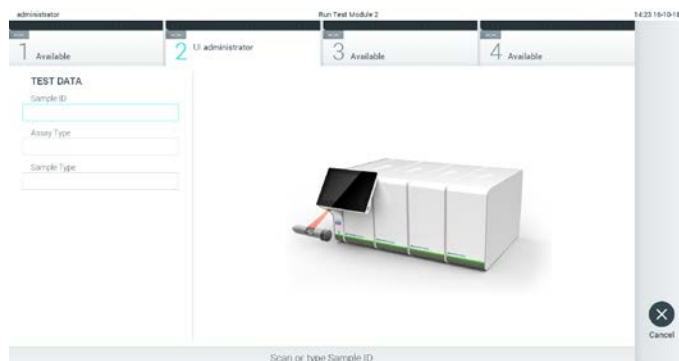 administrator
Run Test Module 2
14:23 16-10-18
-:-
-:-
-:-
-:-
1 Available
2 UI administrator
3 Available
4 Available
TEST DATA
Sample ID
Assay Type
Sample Type
Cancel
Scan or type Sample ID